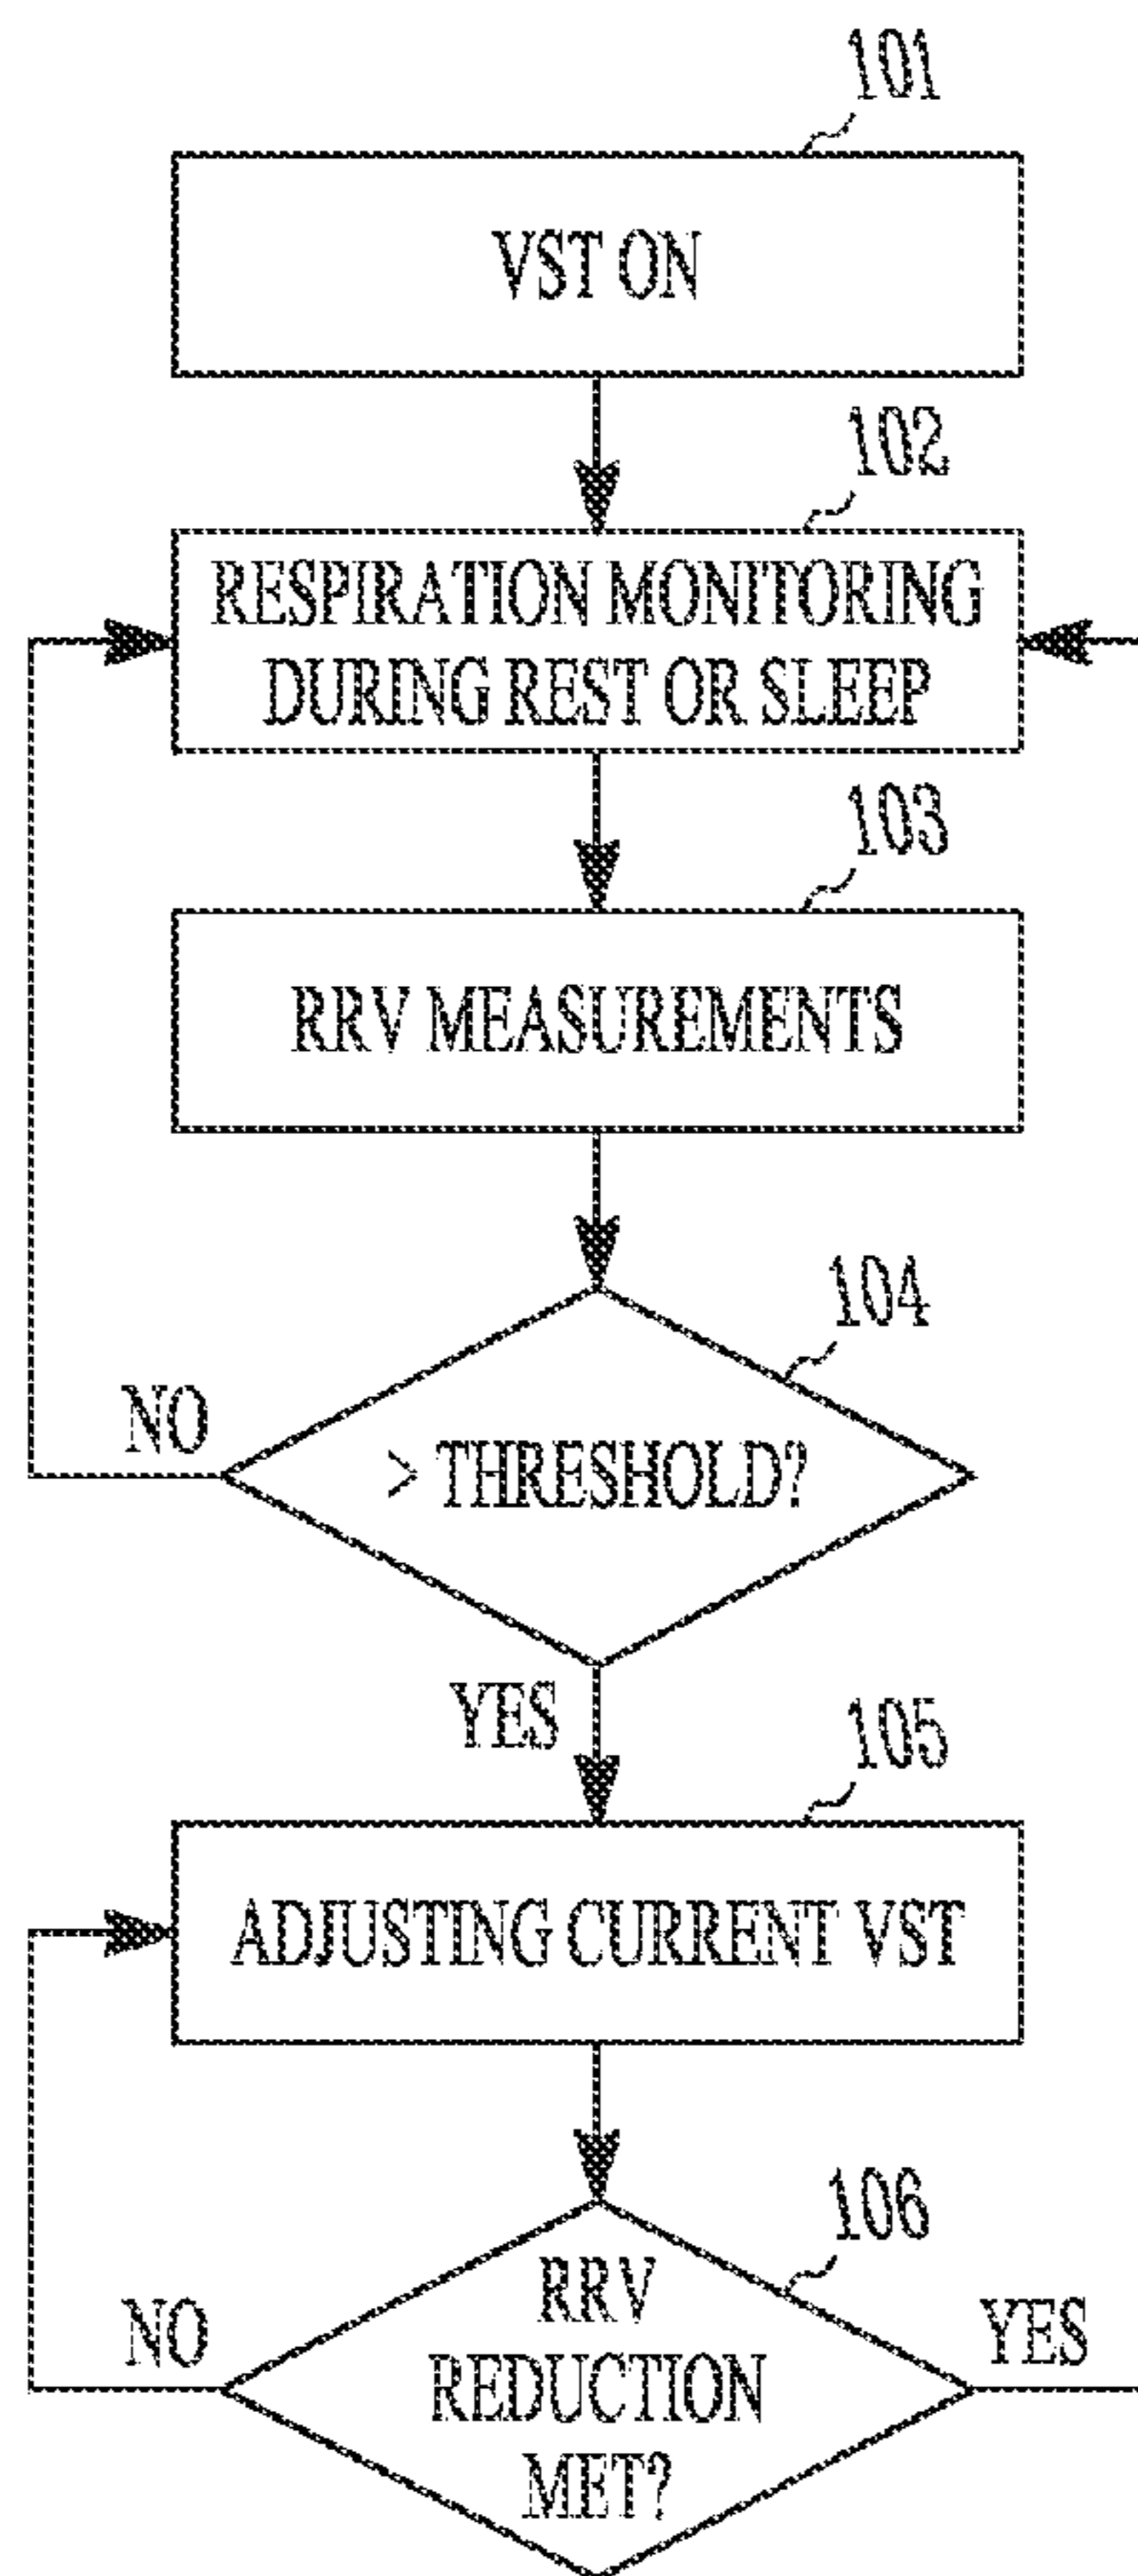 101
VST ON
102
RESPIRATION MONITORING
DURING REST OR SLEEP
103
RRV MEASUREMENTS
104
NO
> THRESHOLD?
YES
105
ADJUSTING CURRENT VST
106
NO
RRV
REDUCTION
MET?
YES